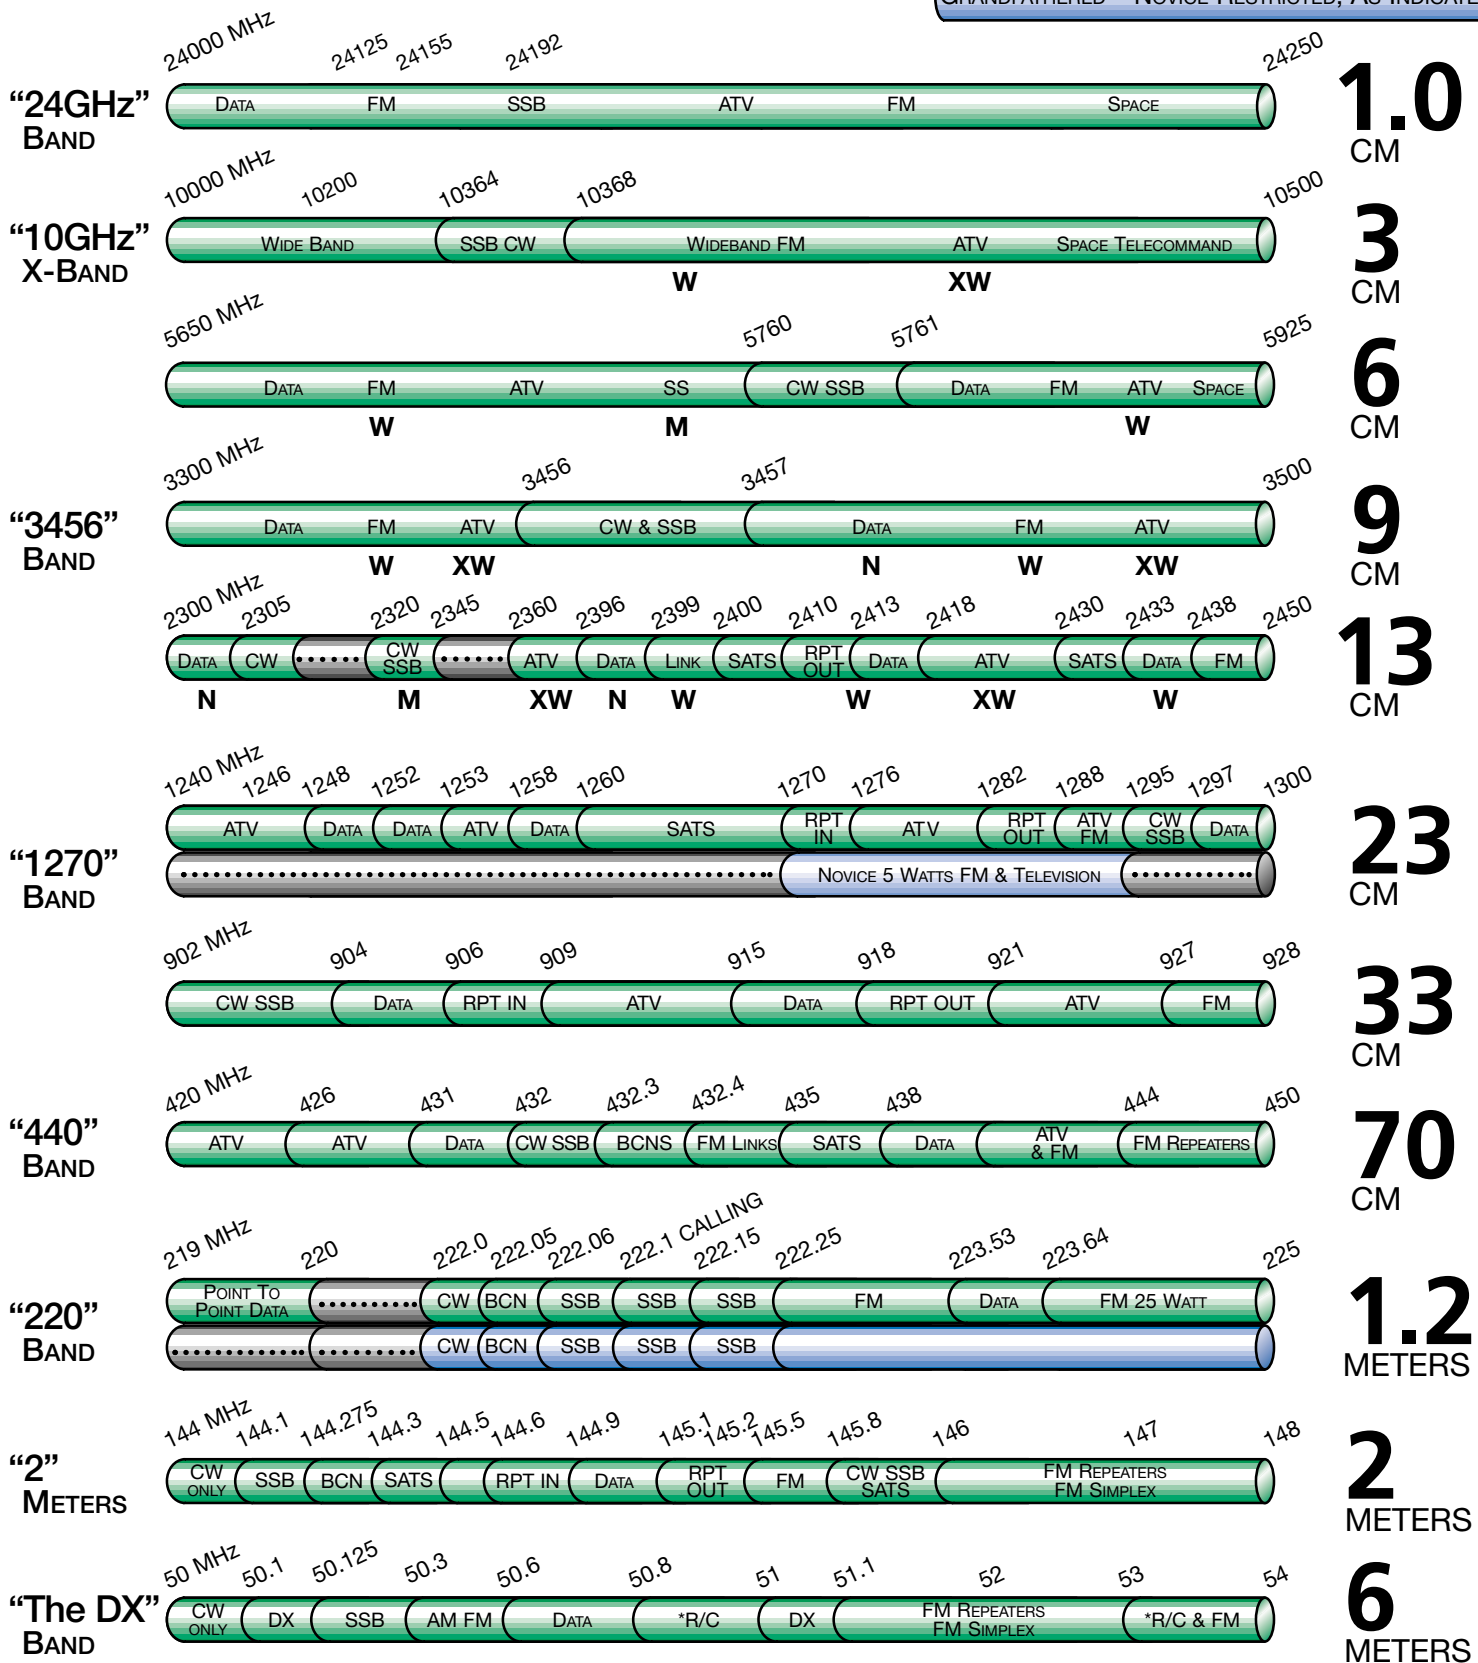 GRANDFATHERED NOVICE RESTRICTED, AS INDICATE
24000 MHz 24125 24155 24192 24250
“24GHz” BAND
DATA FM SSB ATV FM SPACE
1.0 CM
10000 MHz 10200 10364 10368 10500
“10GHz” X-BAND
WIDE BAND SSB CW WIDEBAND FM ATV SPACE TELECOMMAND
W XW
3 CM
5650 MHz 5760 5761 5925
DATA FM ATV SS CW SSB DATA FM ATV SPACE
W M W
6 CM
3300 MHz 3456 3457 3500
“3456” BAND
DATA FM ATV CW & SSB DATA FM ATV
W XW N W XW
9 CM
2300 MHz 2305 2320 2345 2360 2396 2399 2400 2410 2413 2418 2430 2433 2438 2450
DATA CW CW SSB ATV DATA LINK SATS RPT OUT DATA ATV SATS DATA FM
N M XW N W W XW W
13 CM
1240 MHz 1246 1248 1252 1253 1258 1260 1270 1276 1282 1288 1295 1297 1300
ATV DATA DATA ATV DATA SATS RPT IN ATV RPT OUT ATV FM CW SSB DATA
“1270” BAND
NOVICE 5 WATTS FM & TELEVISION
23 CM
902 MHz 904 906 909 915 918 921 927 928
CW SSB DATA RPT IN ATV DATA RPT OUT ATV FM
33 CM
420 MHz 426 431 432 432.3 432.4 435 438 444 450
“440” BAND
ATV ATV DATA CW SSB BCNS FM LINKS SATS DATA ATV & FM FM REPEATERS
70 CM
219 MHz 220 222.0 222.05 222.06 222.1 CALLING 222.15 222.25 223.53 223.64 225
POINT TO POINT DATA CW BCN SSB SSB SSB FM DATA FM 25 WATT
“220” BAND
CW BCN SSB SSB SSB
1.2 METERS
144 MHz 144.1 144.275 144.3 144.5 144.6 144.9 145.1 145.2 145.5 145.8 146 147 148
“2” METERS
CW ONLY SSB BCN SATS RPT IN DATA RPT OUT FM CW SSB SATS FM REPEATERS FM SIMPLEX
2 METERS
50 MHz 50.1 50.125 50.3 50.6 50.8 51 51.1 52 53 54
“The DX” BAND
CW ONLY DX SSB AM FM DATA *R/C DX FM REPEATERS FM SIMPLEX *R/C & FM
6 METERS